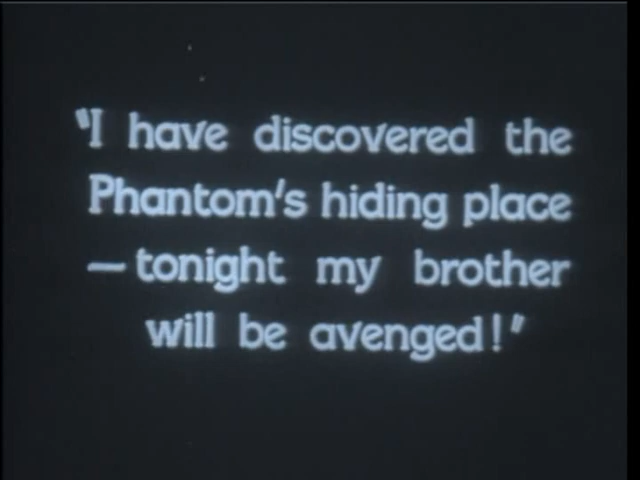 "I have discovered the
Phantom's hiding place
— tonight my brother
will be avenged!"